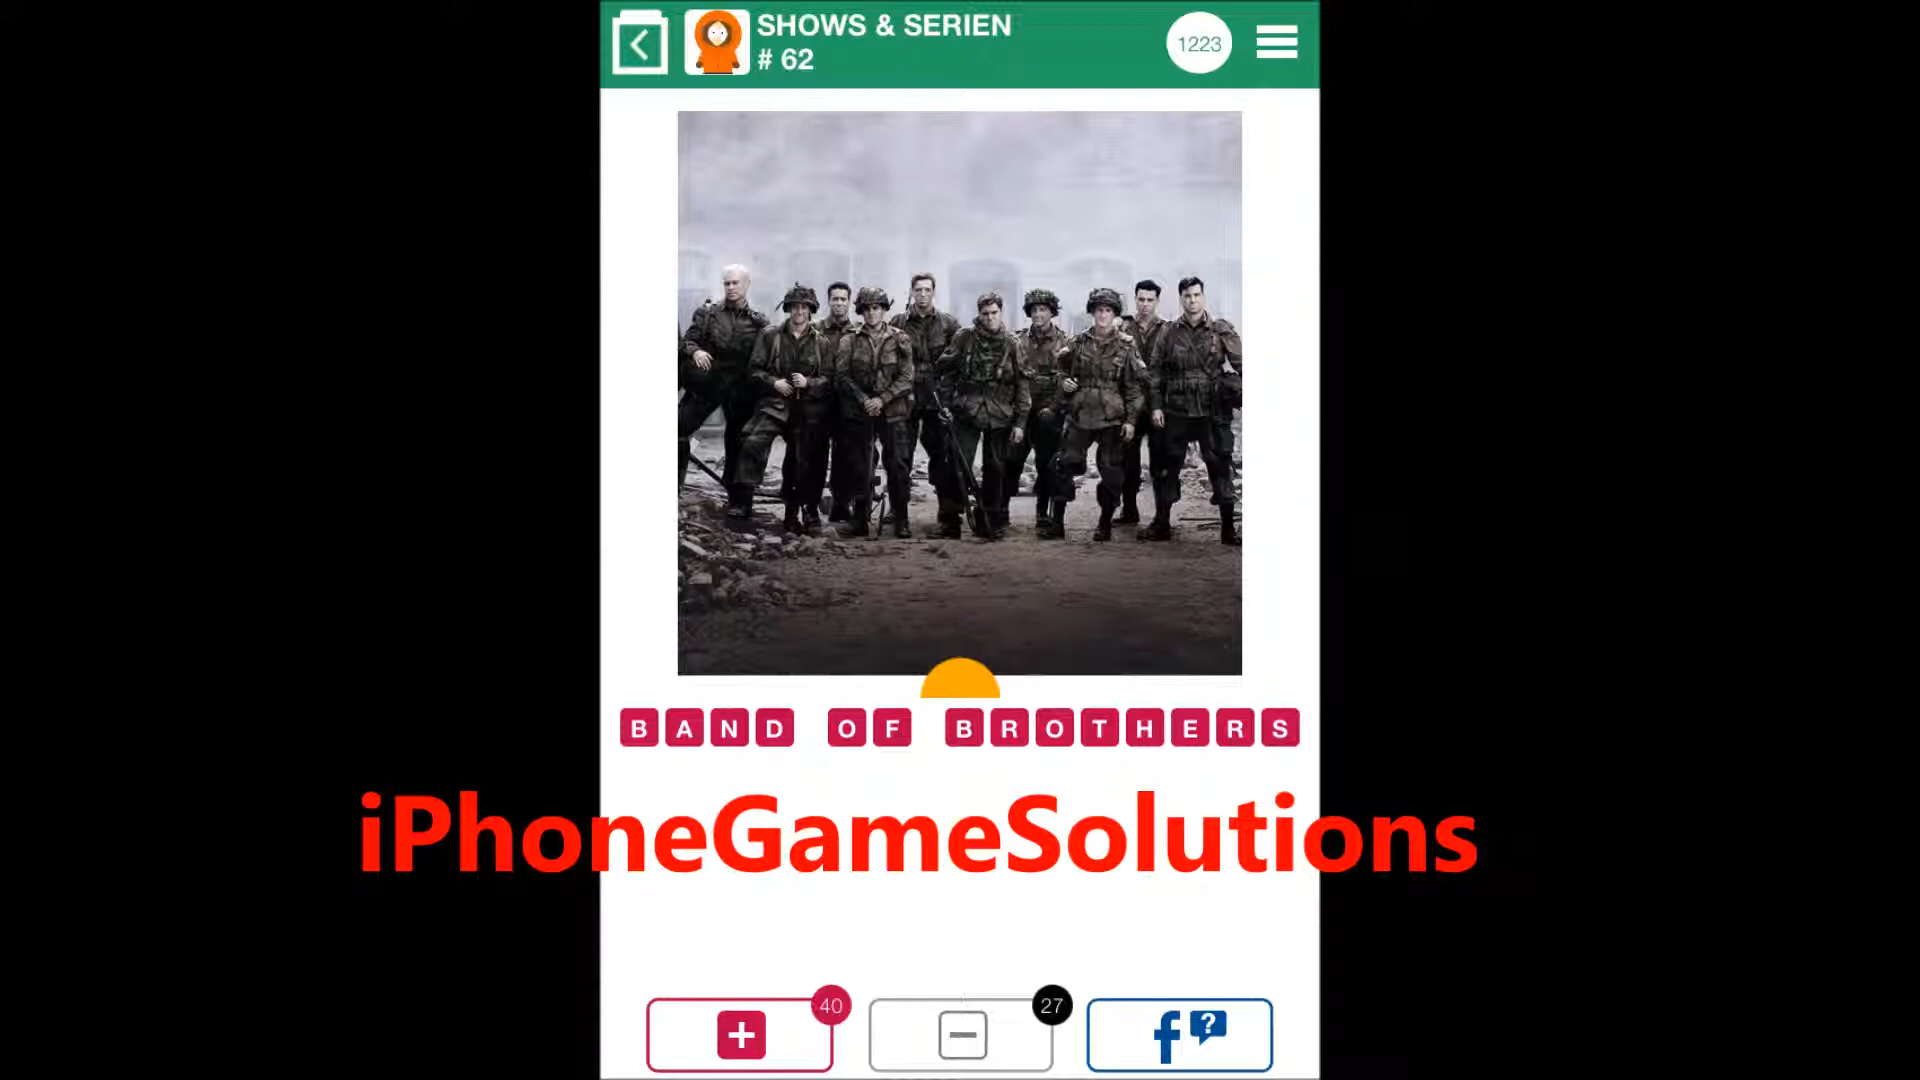 SHOWS & SERIEN
# 62
1223
BAND OF BROTHERS
iPhoneGameSolutions
40
27
f ?